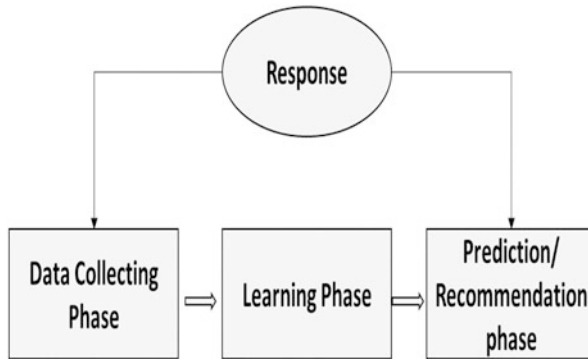 Response
Data Collecting
Phase
Learning Phase
Prediction/
Recommendation
phase